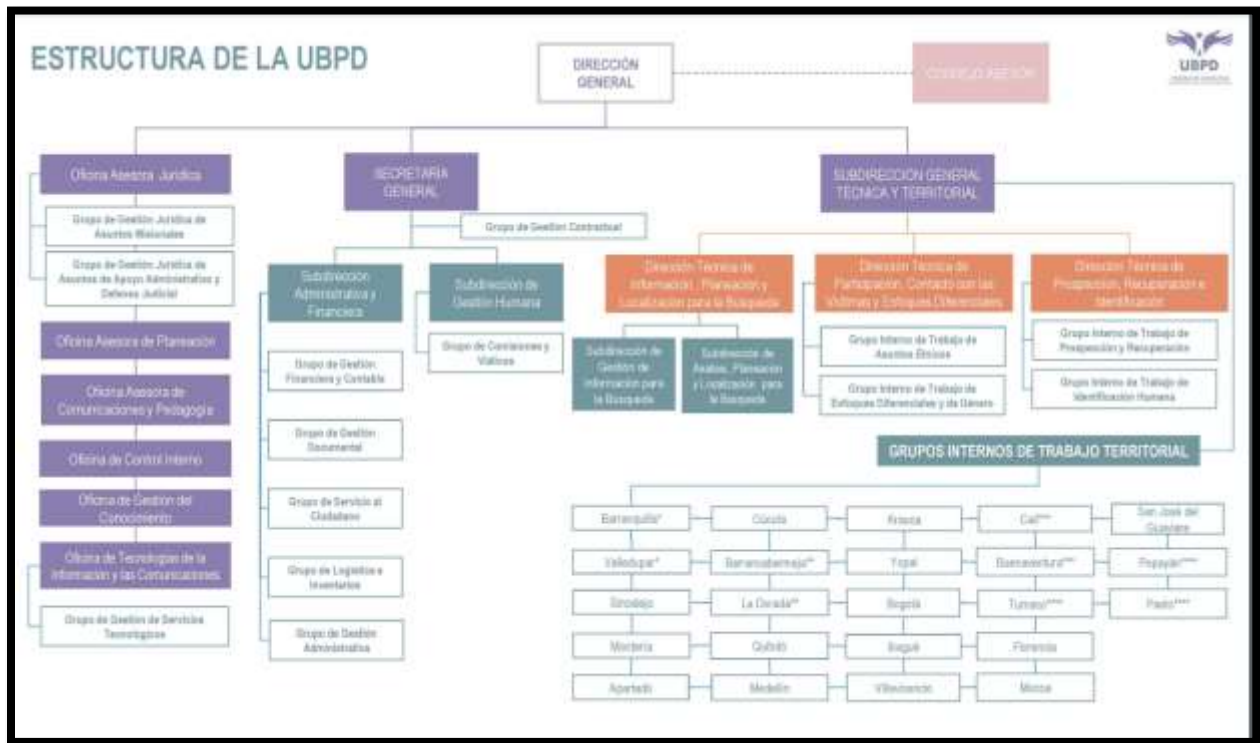 ESTRUCTURA DE LA UBPD
DIRECCIÓN
GENERAL
CONSEJO ASESOR
UBPD
Oficina Asesora Jurídica
Grupo de Gestión Jurídica de
Asuntos Misionales
Grupo de Gestión Jurídica de
Asuntos de Apoyo Administrativo y
Defensa Judicial
Oficina Asesora de Planeación
Oficina Asesora de
Comunicaciones y Pedagogía
Oficina de Control Interno
Oficina de Gestión del
Conocimiento
Oficina de Tecnologías de la
Información y las Comunicaciones
Grupo de Gestión de Servicios
Tecnológicos
SECRETARÍA
GENERAL
Grupo de Gestión Contractual
Subdirección
Administrativa y
Financiera
Grupo de Gestión
Financiera y Contable
Grupo de Gestión
Documental
Grupo de Servicio al
Ciudadano
Grupo de Logística e
Inventarios
Grupo de Gestión
Administrativa
Subdirección de
Gestión Humana
Grupo de Comisiones y
Viáticos
SUBDIRECCIÓN GENERAL
TÉCNICA Y TERRITORIAL
Dirección Técnica de
Información, Planeación y
Localización para la Búsqueda
Subdirección de
Gestión de
Información para
la Búsqueda
Subdirección de
Análisis, Planeación
y Localización para
la Búsqueda
Dirección Técnica de
Participación, Contacto con las
Víctimas y Enfoques Diferenciales
Grupo Interno de Trabajo de
Asuntos Étnicos
Grupo Interno de Trabajo de
Enfoques Diferenciales y de Género
Dirección Técnica de
Prospección, Recuperación e
Identificación
Grupo Interno de Trabajo de
Prospección y Recuperación
Grupo Interno de Trabajo de
Identificación Humana
GRUPOS INTERNOS DE TRABAJO TERRITORIAL
Barranquilla*
Cúcuta
Arauca
Cali***
San José del
Guaviare
Valledupar*
Barrancabermeja**
Yopal
Buenaventura***
Popayán****
Sincelejo
La Dorada**
Bogotá
Tumaco****
Pasto****
Montería
Quibdó
Ibagué
Florencia
Apartadó
Medellín
Villavicencio
Mocoa